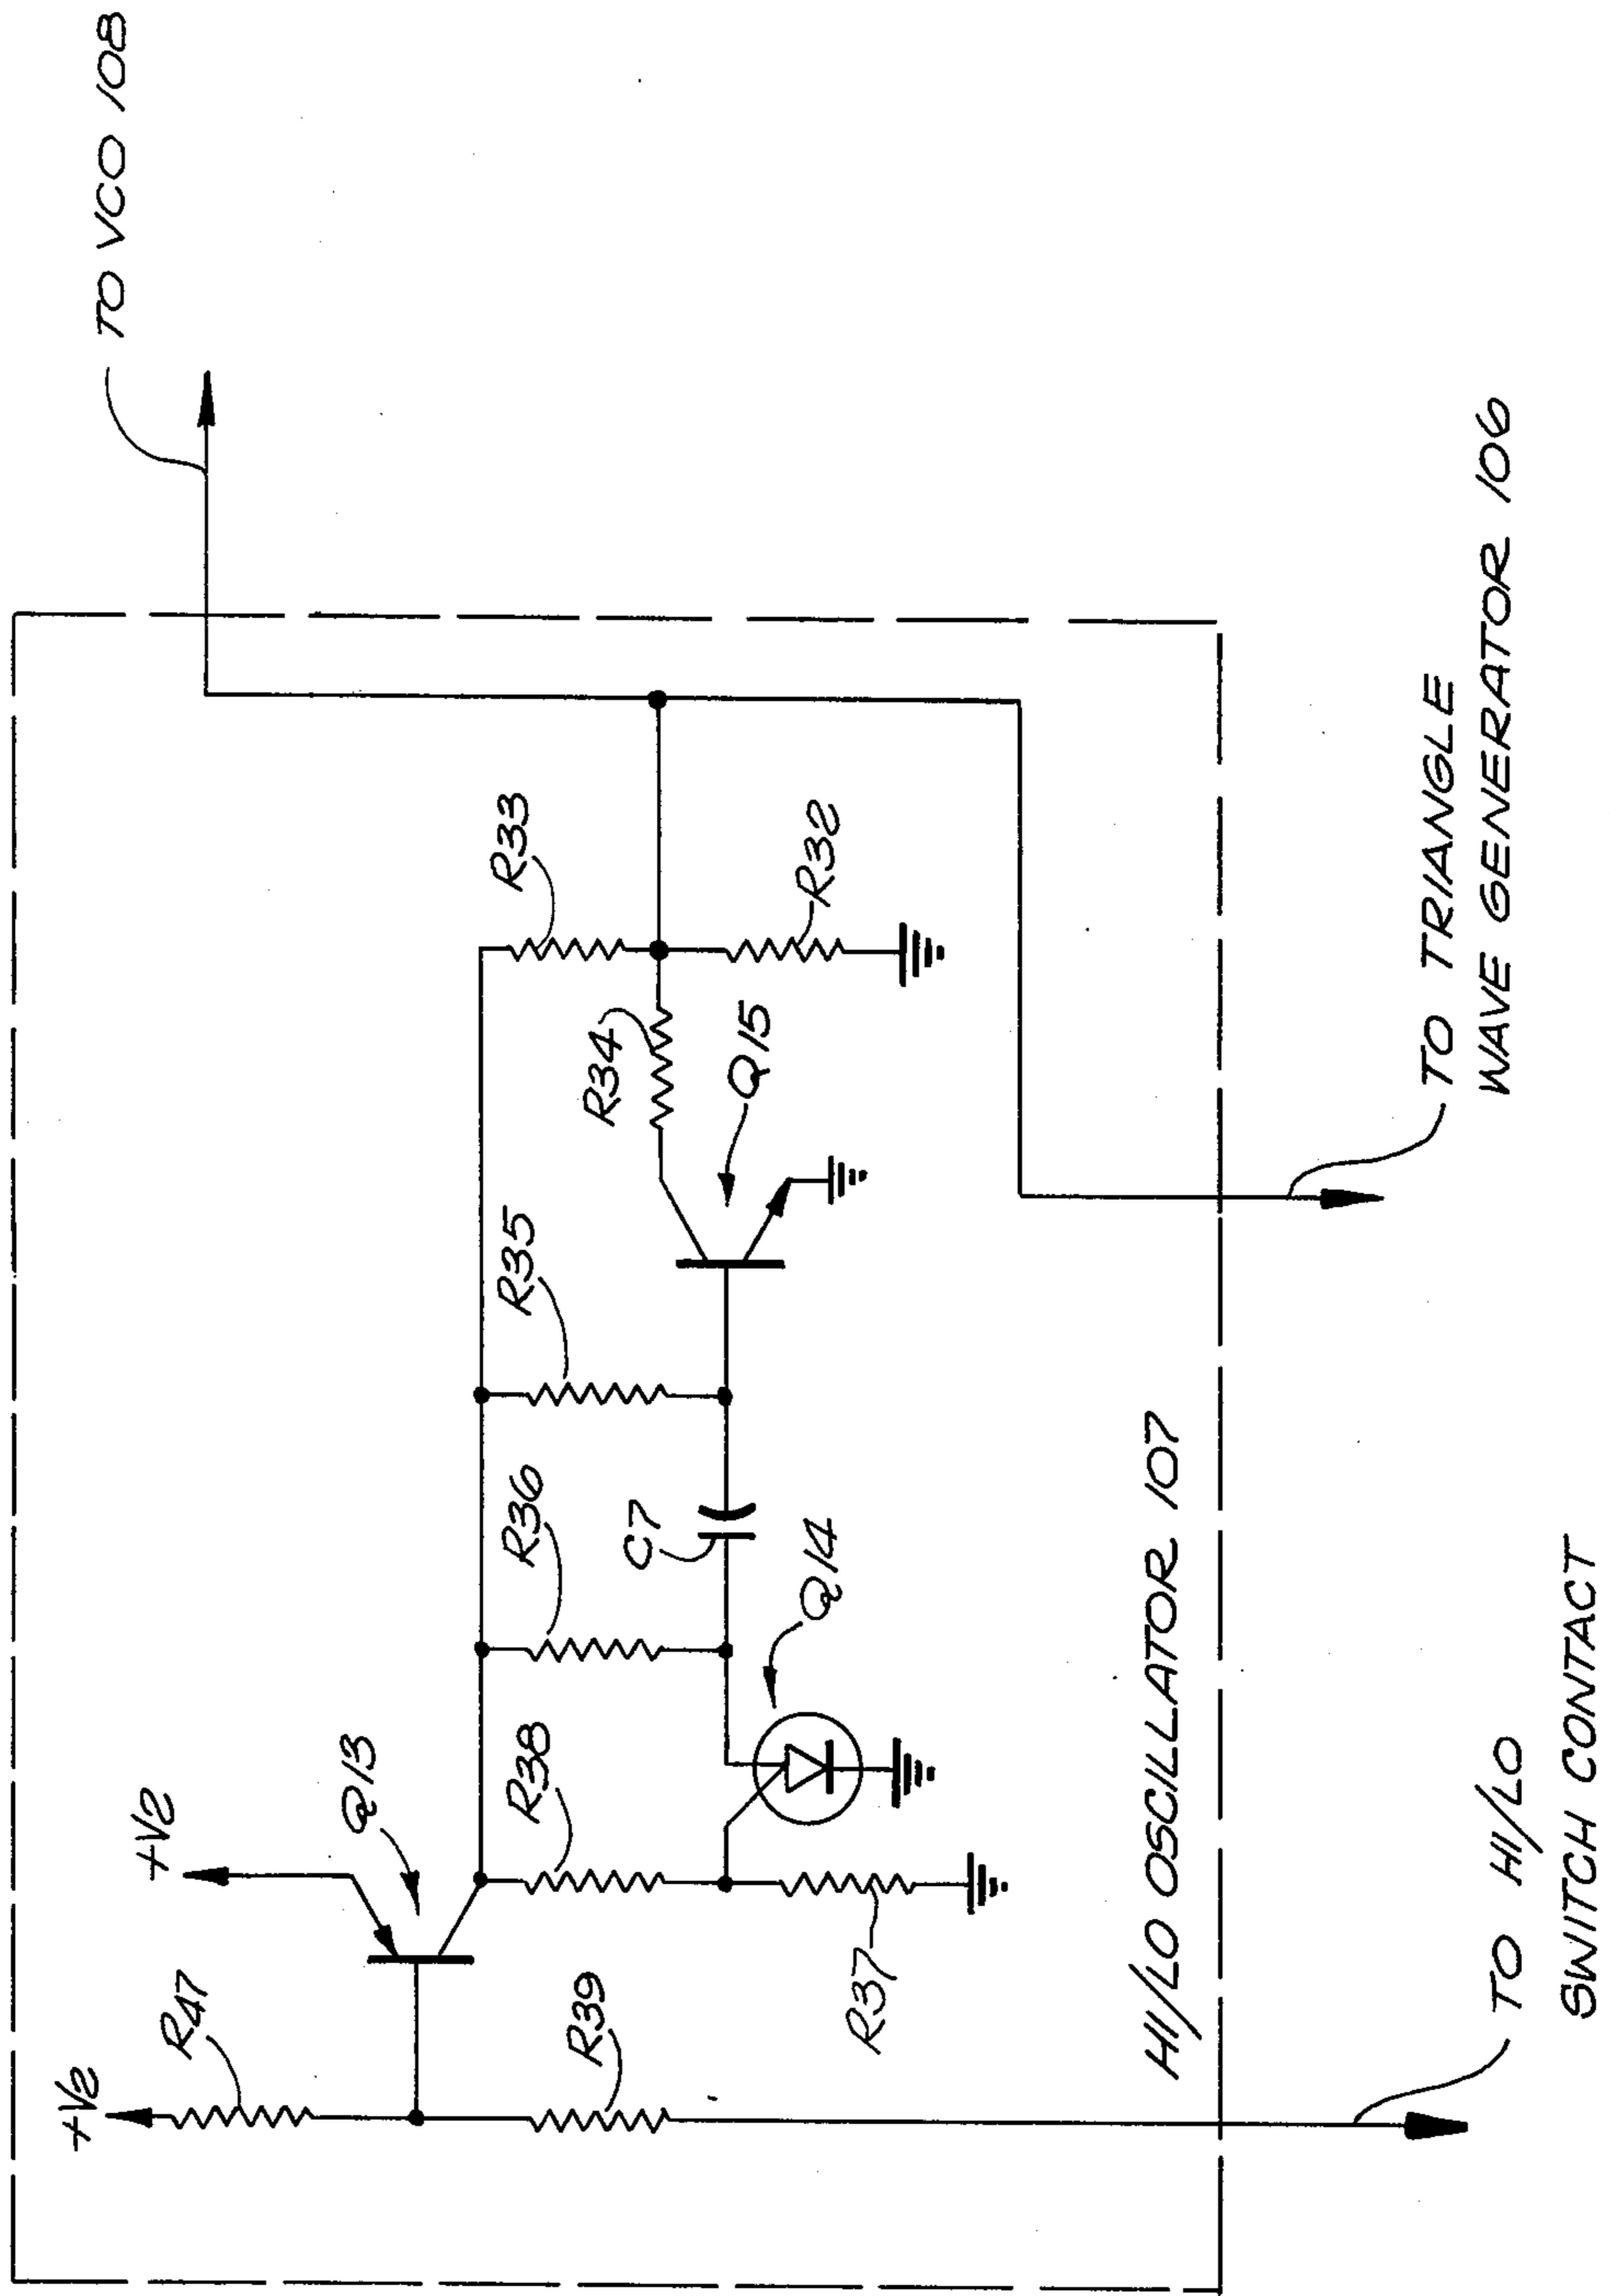 TO VCO 108
+V2
+V2
R47
Q13
R38
R36
R35
R33
R39
R34
C7
Q15
R32
Q14
R37
HI/LO OSCILLATOR 107
TO TRIANGLE
WAVE GENERATOR 106
TO HI/LO
SWITCH CONTACT